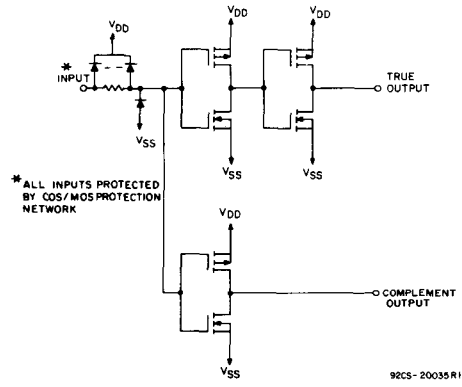 VDD
VDD
VDD
*
INPUT
TRUE
OUTPUT
VSS
VSS
VSS
* ALL INPUTS PROTECTED
BY COS/MOS PROTECTION
NETWORK
VDD
COMPLEMENT
OUTPUT
VSS
92CS-20035RI